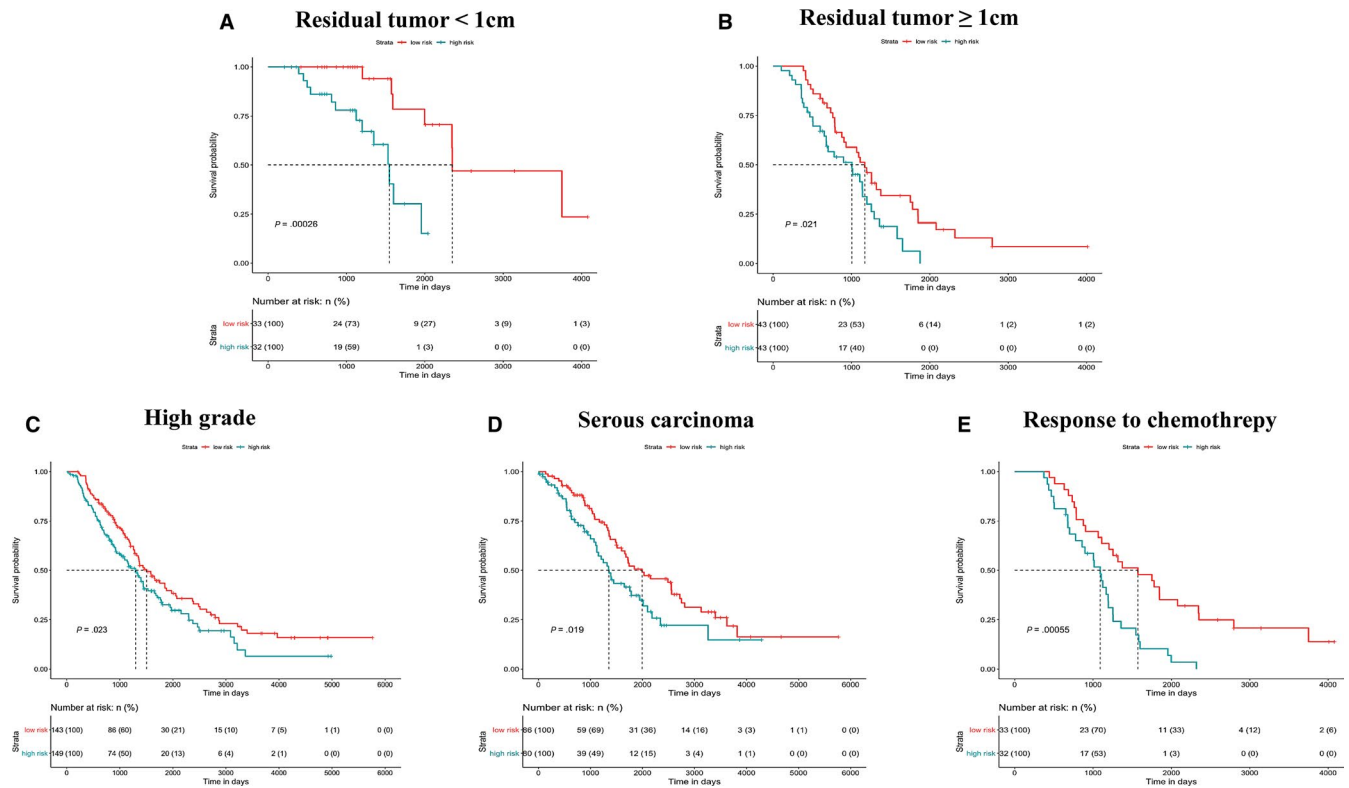 A Residual tumor < 1cm
Strata low risk high risk
1.00
0.75
0.50
0.25
0.00
Survival probability
P = .00026
0 1000 2000 3000 4000
Time in days
Number at risk: n (%)
Strata
low risk 33 (100) 24 (73) 9 (27) 3 (9) 1 (3)
high risk 32 (100) 19 (59) 1 (3) 0 (0) 0 (0)
0 1000 2000 3000 4000
Time in days
B Residual tumor ≥ 1cm
Strata low risk high risk
1.00
0.75
0.50
0.25
0.00
Survival probability
P = .021
0 1000 2000 3000 4000
Time in days
Number at risk: n (%)
Strata
low risk 43 (100) 23 (53) 6 (14) 1 (2) 1 (2)
high risk 43 (100) 17 (40) 0 (0) 0 (0) 0 (0)
0 1000 2000 3000 4000
Time in days
C High grade
Strata low risk high risk
1.00
0.75
0.50
0.25
0.00
Survival probability
P = .023
0 1000 2000 3000 4000 5000 6000
Time in days
Number at risk: n (%)
Strata
low risk 143 (100) 86 (60) 30 (21) 15 (10) 7 (5) 1 (1) 0 (0)
high risk 149 (100) 74 (50) 20 (13) 6 (4) 2 (1) 0 (0) 0 (0)
0 1000 2000 3000 4000 5000 6000
Time in days
D Serous carcinoma
Strata low risk high risk
1.00
0.75
0.50
0.25
0.00
Survival probability
P = .019
0 1000 2000 3000 4000 5000 6000
Time in days
Number at risk: n (%)
Strata
low risk 86 (100) 59 (69) 31 (36) 14 (16) 3 (3) 1 (1) 0 (0)
high risk 80 (100) 39 (49) 12 (15) 3 (4) 1 (1) 0 (0) 0 (0)
0 1000 2000 3000 4000 5000 6000
Time in days
E Response to chemothrepy
Strata low risk high risk
1.00
0.75
0.50
0.25
0.00
Survival probability
P = .00055
0 1000 2000 3000 4000
Time in days
Number at risk: n (%)
Strata
low risk 33 (100) 23 (70) 11 (33) 4 (12) 2 (6)
high risk 32 (100) 17 (53) 1 (3) 0 (0) 0 (0)
0 1000 2000 3000 4000
Time in days